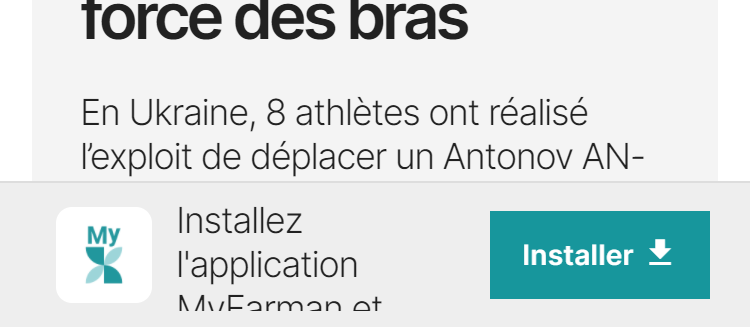 force des bras
En Ukraine, 8 athlètes ont réalisé
l’exploit de déplacer un Antonov AN-
My
Installez
l'application
MyFarman et
Installer